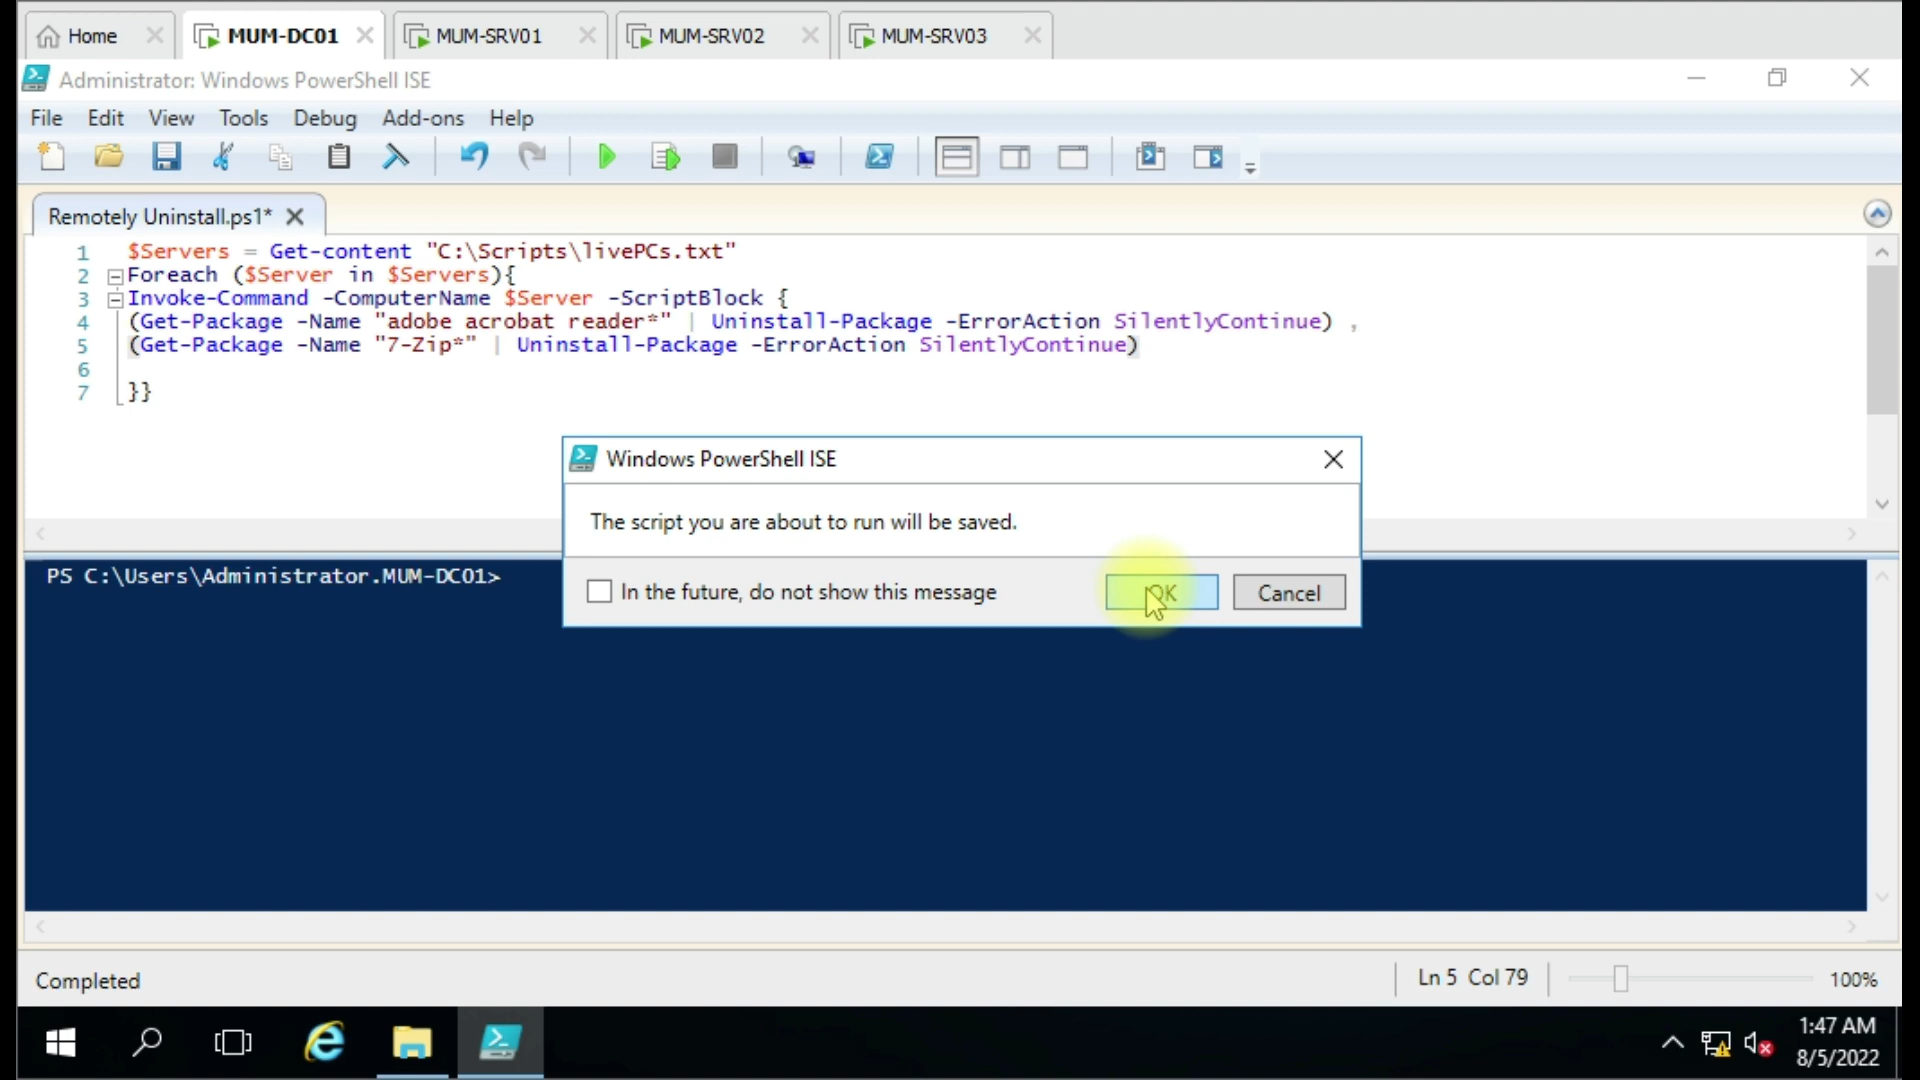 Home MUM-DC01 MUM-SRV01 MUM-SRV02 MUM-SRV03
Administrator: Windows PowerShell ISE
File Edit View Tools Debug Add-ons Help
Remotely Uninstall.ps1*
1 $Servers = Get-content "C:\Scripts\livePCs.txt"
2 Foreach ($Server in $Servers){
3 Invoke-Command -ComputerName $Server -ScriptBlock {
4 (Get-Package -Name "adobe acrobat reader*" | Uninstall-Package -ErrorAction SilentlyContinue) ,
5 (Get-Package -Name "7-Zip*" | Uninstall-Package -ErrorAction SilentlyContinue)
6
7 }}
Windows PowerShell ISE
The script you are about to run will be saved.
In the future, do not show this message OK Cancel
PS C:\Users\Administrator.MUM-DC01>
Completed Ln 5 Col 79 100%
1:47 AM
8/5/2022